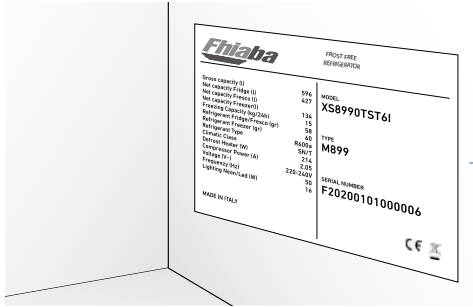 Fhiaba
FROST FREE
REFRIGERATOR
Gross capacity (l) 596
Net capacity Fridge (l) 427
Net capacity Fresco (l)
Net capacity Freezer(l) 134
Freezing Capacity (kg/24h) 15
Refrigerant Fridge/Fresco (gr) 58
Refrigerant Freezer (gr) 60
Refrigerant Type R600a
Climatic Class SN/T
Defrost Heater (W) 214
Compressor Power (A) 2,05
Voltage (V~) 220-240V
Frequency (Hz) 50
Lighting Neon/Led (W) 16
MADE IN ITALY
MODEL
XS8990TST6I
TYPE
M899
SERIAL NUMBER
F20200101000006
CE